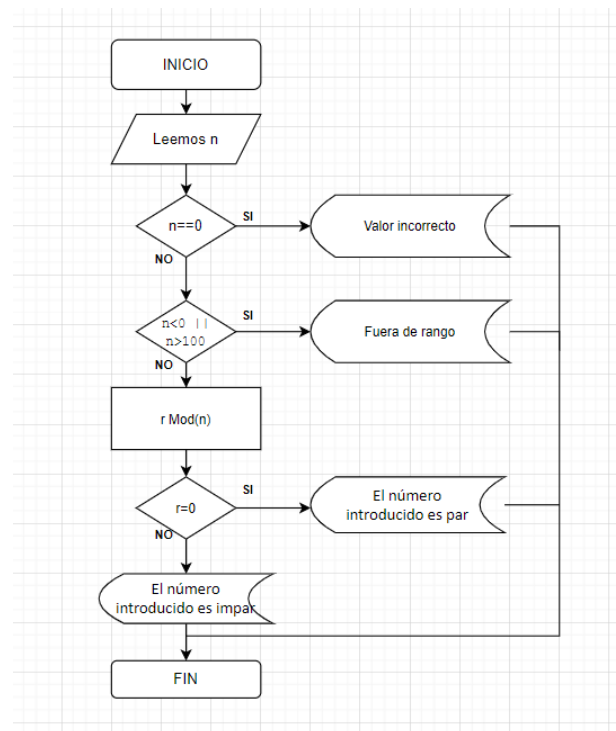 INICIO
Leemos n
n==0
SI
Valor incorrecto
NO
n<0 ||
n>100
SI
Fuera de rango
NO
r Mod(n)
r=0
SI
El número
introducido es par
NO
El número
introducido es impar
FIN